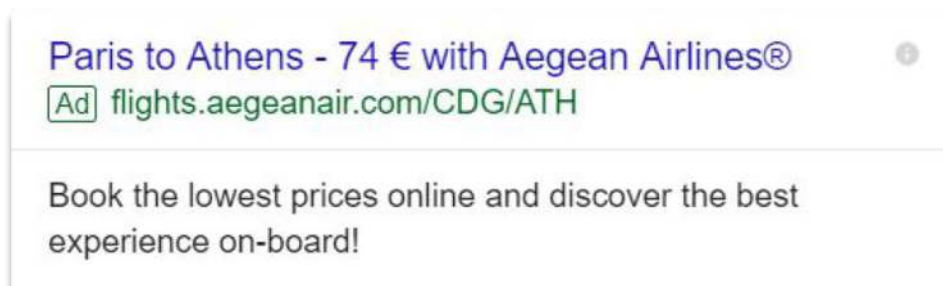 Paris to Athens - 74 € with Aegean Airlines®
Ad flights.aegeanair.com/CDG/ATH
Book the lowest prices online and discover the best
experience on-board!